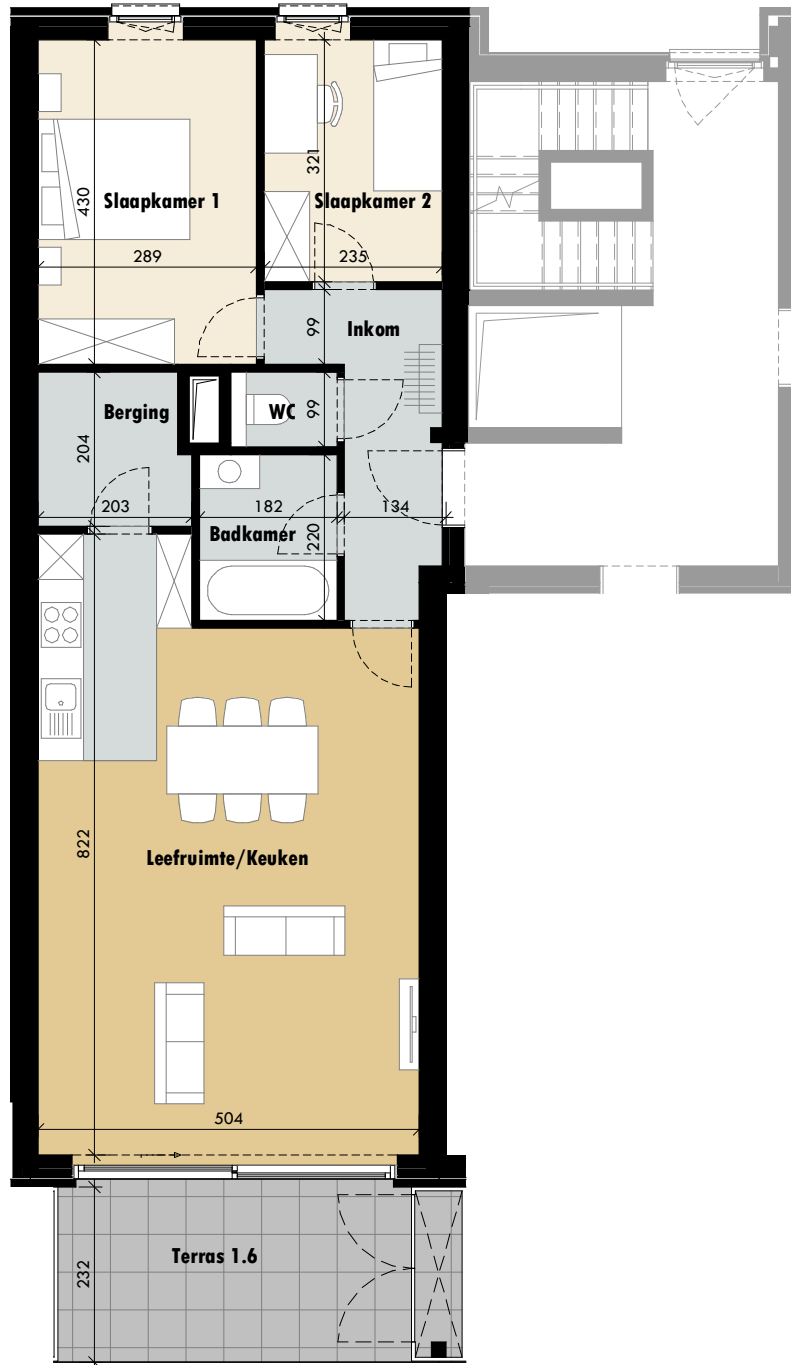 321
430
Slaapkamer 1
Slaapkamer 2
289
235
99
Inkom
Berging
WC
99
204
203
182
134
Badkamer
220
822
Leefruimte/Keuken
504
Terras 1.6
232